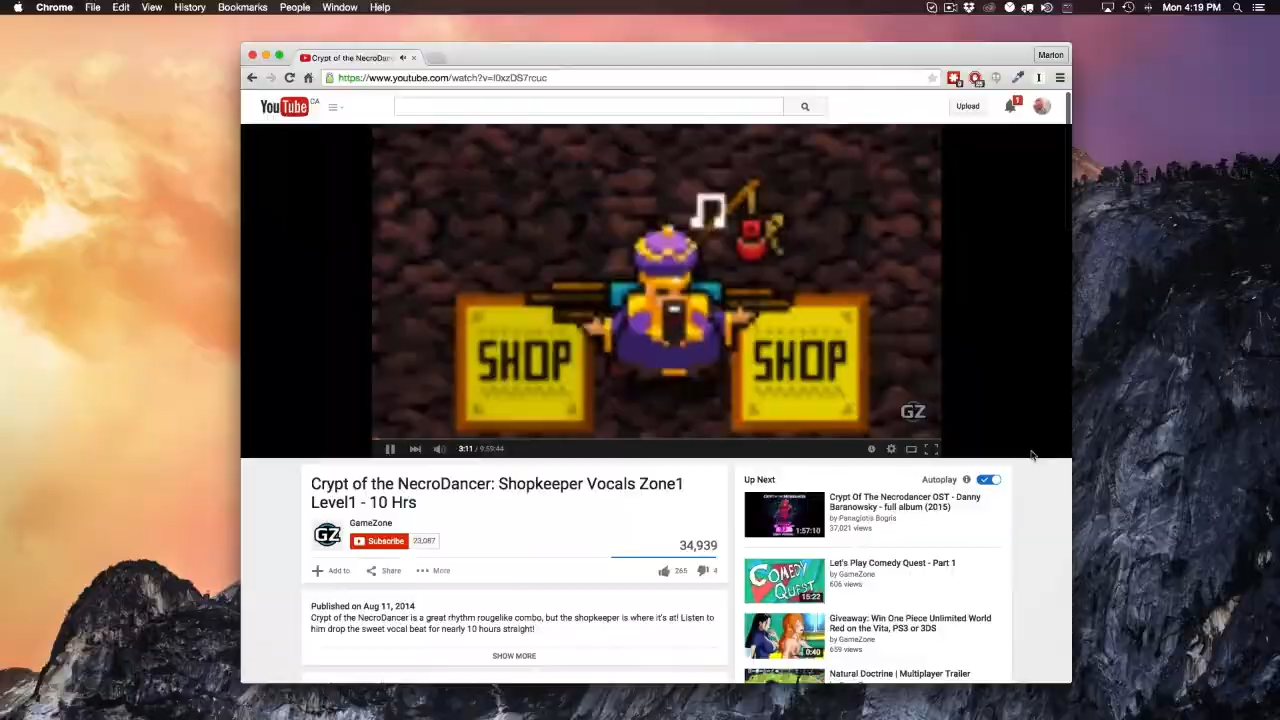 Chrome File Edit View History Bookmarks People Window Help Mon 4:19 PM
Crypt of the NecroDan
Marion
https://www.youtube.com/watch?v=I0xzDS7rcuc
YouTube CA
Upload
1
SHOP SHOP
GZ
3:11 / 9:59:44
Crypt of the NecroDancer: Shopkeeper Vocals Zone1
Level1 - 10 Hrs
GZ
GameZone
Subscribe 23,087
34,939
Add to Share More 265 4
Published on Aug 11, 2014
Crypt of the NecroDancer is a great rhythm rougelike combo, but the shopkeeper is where it's at! Listen to
him drop the sweet vocal beat for nearly 10 hours straight!
SHOW MORE
Up Next Autoplay
Crypt Of The Necrodancer OST - Danny
Baranowsky - full album (2015)
by Panagiotis Bogris
37,021 views
1:57:10
Let's Play Comedy Quest - Part 1
by GameZone
606 views
COMEDY
QUEST
15:22
Giveaway: Win One Piece Unlimited World
Red on the Vita, PS3 or 3DS
by GameZone
659 views
0:40
Natural Doctrine | Multiplayer Trailer